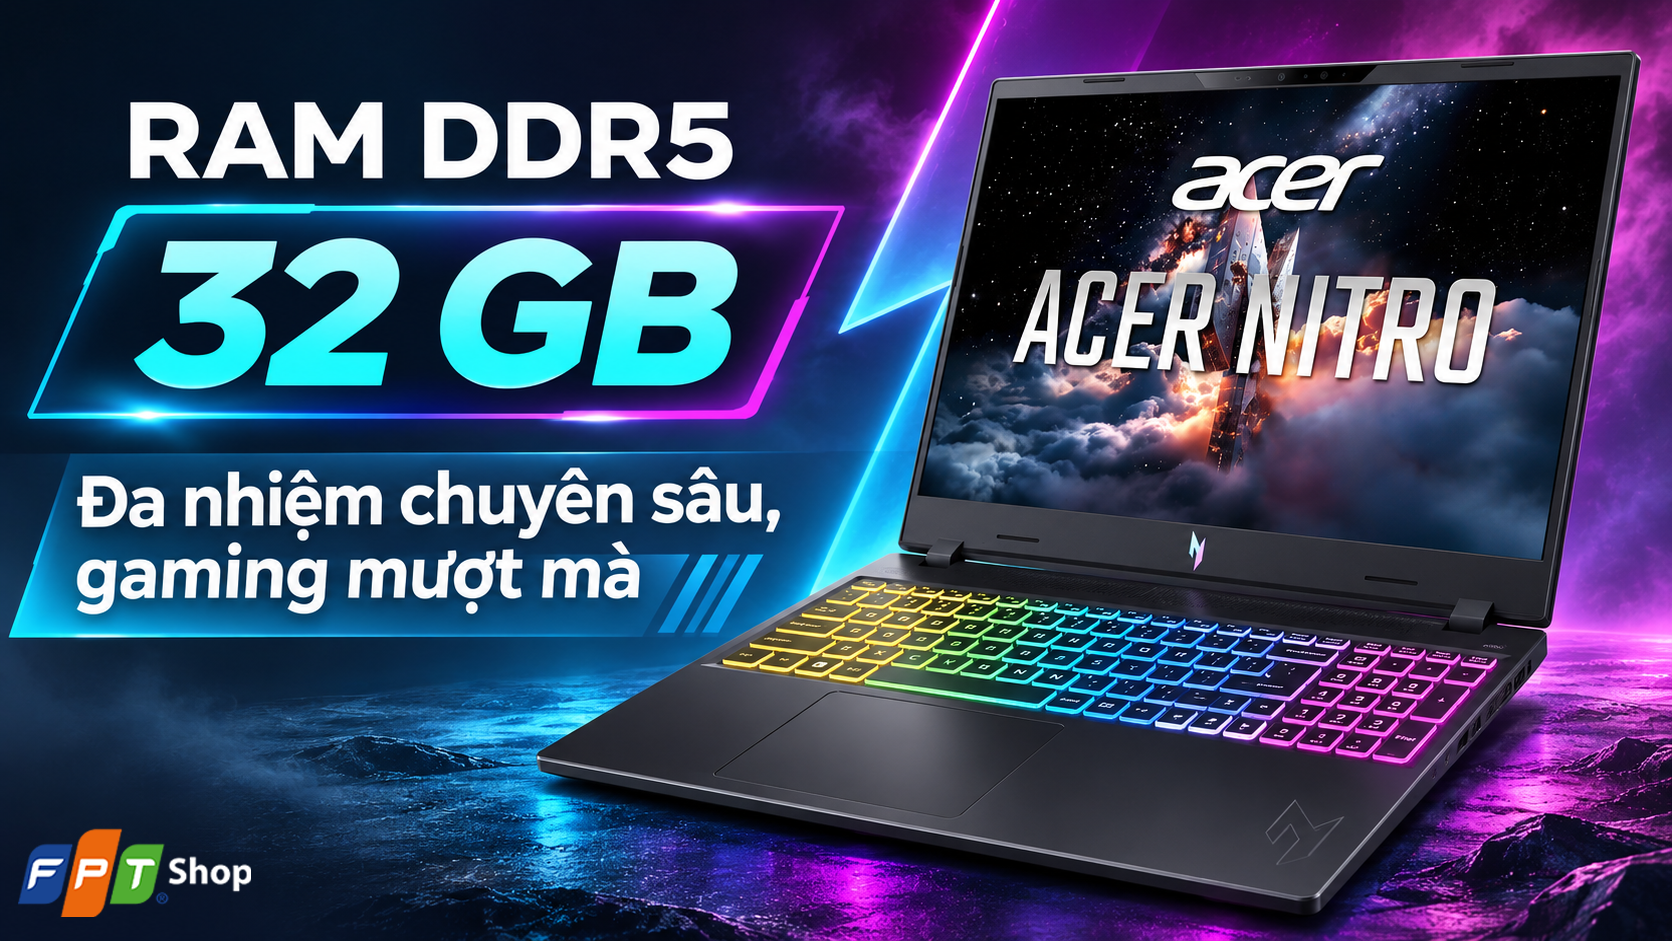 RAM DDR5
32 GB
Đa nhiệm chuyên sâu,
gaming mượt mà
acer
ACER NITRO
FPT® Shop